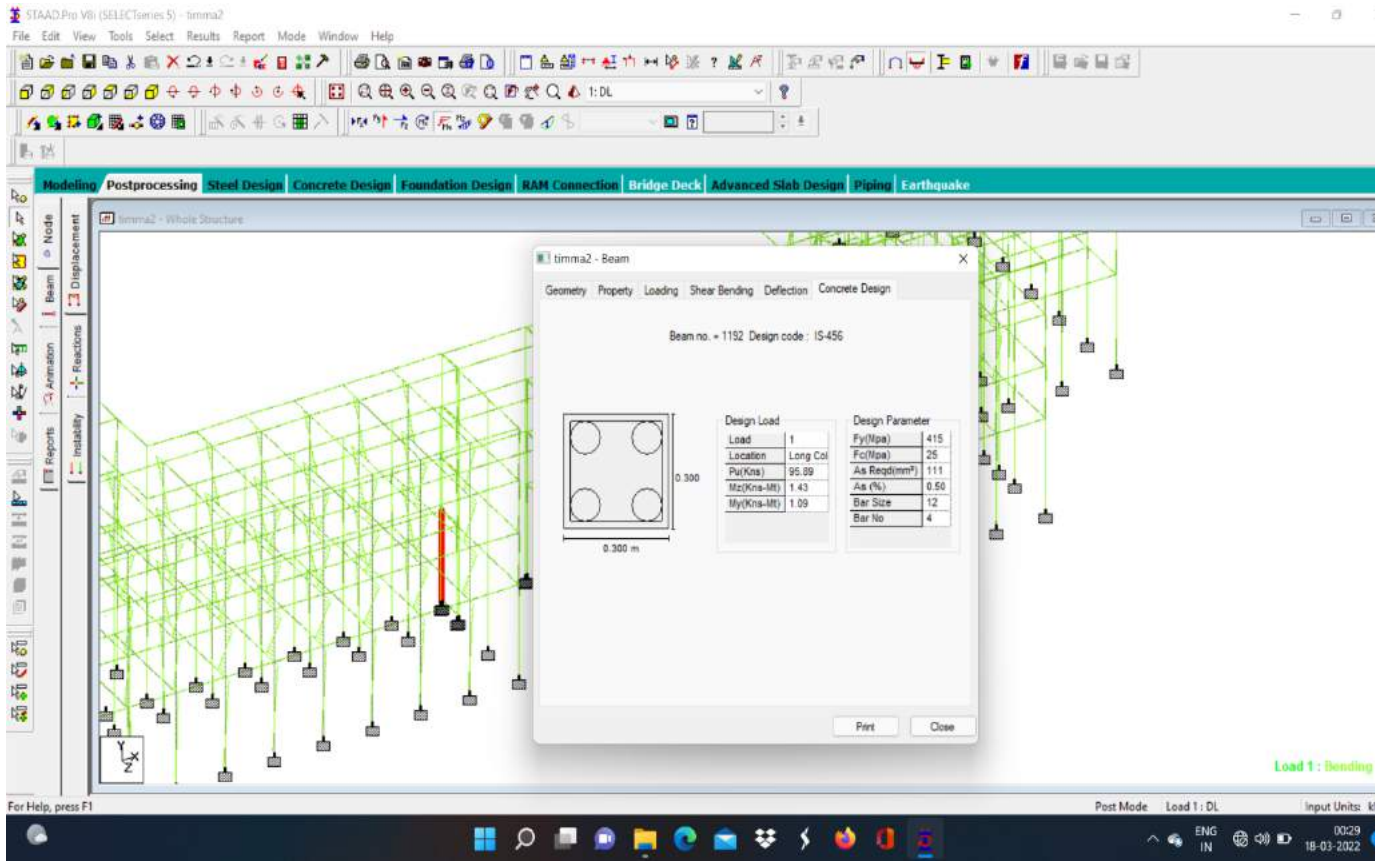 STAAD.Pro V8i (SELECTseries 5) - timma2
File Edit View Tools Select Results Report Mode Window Help
1: DL
Modeling Postprocessing Steel Design Concrete Design Foundation Design RAM Connection Bridge Deck Advanced Slab Design Piping Earthquake
Node
Beam
Animation
Reports
Displacement
Reactions
Instability
timma2 - Whole Structure
timma2 - Beam
Geometry Property Loading Shear Bending Deflection Concrete Design
Beam no. = 1192 Design code : IS-456
0.300
0.300 m
Design Load
Load 1
Location Long Col
Pu(Kns) 95.89
Mz(Kns-Mt) 1.43
My(Kns-Mt) 1.09
Design Parameter
Fy(Mpa) 415
Fc(Mpa) 25
As Reqd(mm²) 111
As (%) 0.50
Bar Size 12
Bar No 4
Print Close
Y
X
Z
Load 1 : Bending
For Help, press F1
Post Mode Load 1 : DL Input Units:
ENG
IN
00:29
18-03-2022